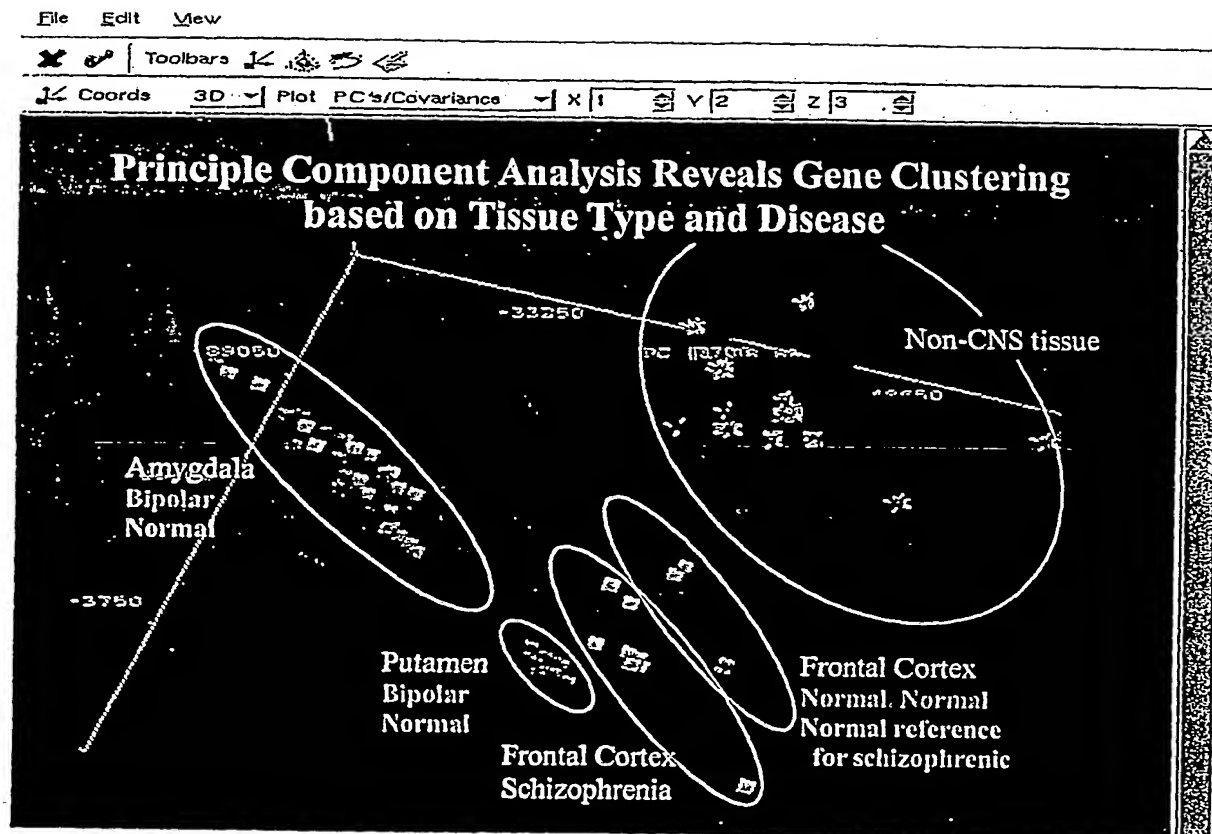 File Edit View
Toolbars
Coords 3D Plot PC's/Covariance X 1 Y 2 Z 3
Principle Component Analysis Reveals Gene Clustering
based on Tissue Type and Disease
-33250
Non-CNS tissue
PC
Amygdala
Bipolar
Normal
-3750
Putamen
Bipolar
Normal
Frontal Cortex
Normal, Normal
Normal reference
for schizophrenic
Frontal Cortex
Schizophrenia